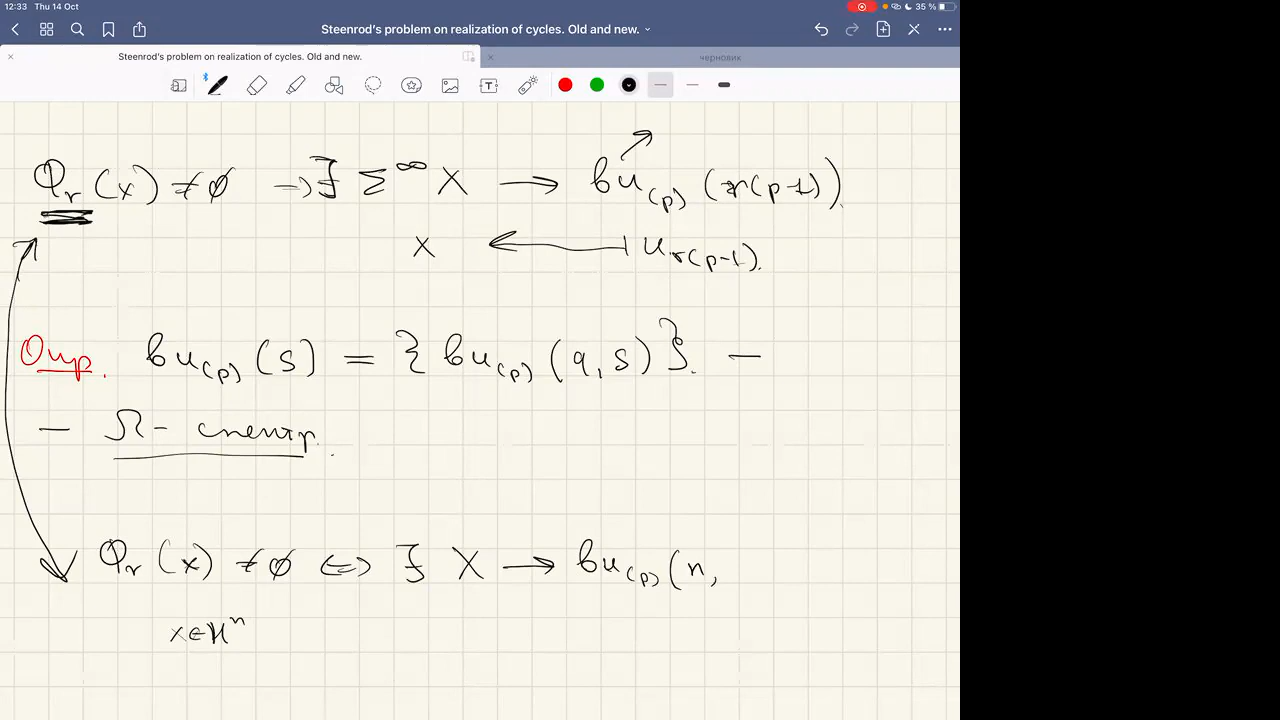 12:33 Thu 14 Oct 35 %
Steenrod's problem on realization of cycles. Old and new.
Steenrod's problem on realization of cycles. Old and new. черновик
Φ_r (x) ≠ ∅ → ∃ Σ^∞ X → bu_(p) (r(p-1))
x ← u_r(p-1).
Опр. bu_(p) (s) = { bu_(p) (q, s) }. —
— Ω - спектр.
Φ_r (x) ≠ ∅ ⇔ ∃ X → bu_(p) (n,
x ∈ H^n